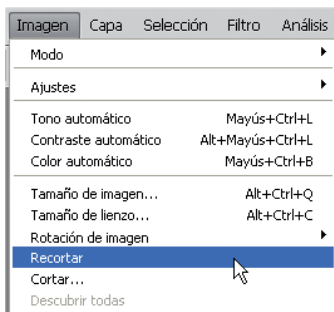 Imagen Capa Selección Filtro Análisis
Modo
Ajustes
Tono automático Mayús+Ctrl+L
Contraste automático Alt+Mayús+Ctrl+L
Color automático Mayús+Ctrl+B
Tamaño de imagen... Alt+Ctrl+Q
Tamaño de lienzo... Alt+Ctrl+C
Rotación de imagen
Recortar
Cortar...
Descubrir todas